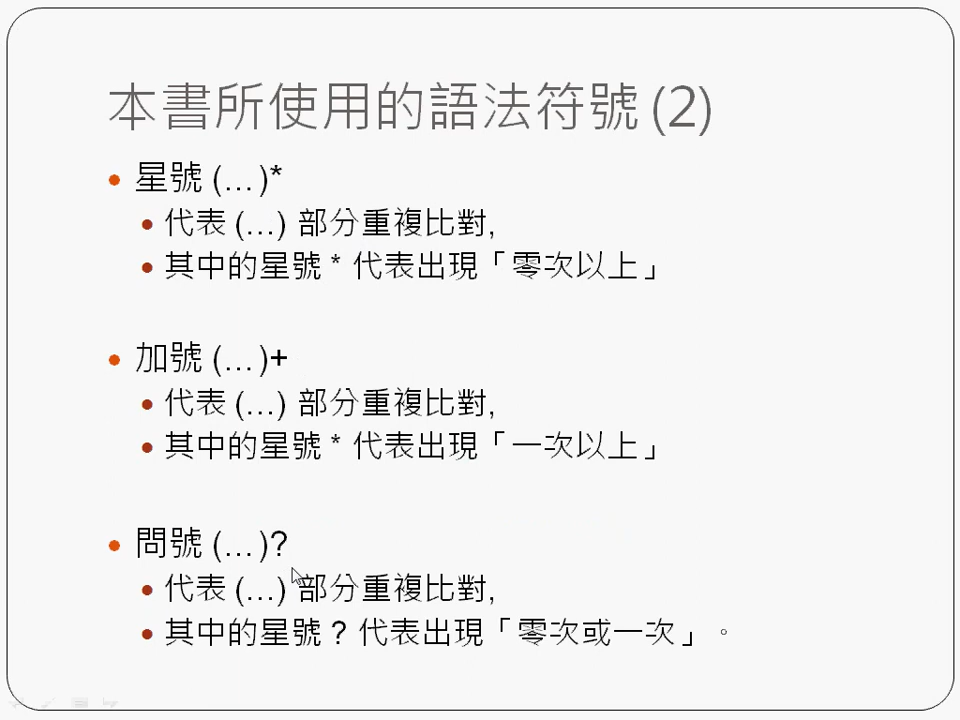 本書所使用的語法符號 (2)
星號 (…)*
代表 (…) 部分重複比對,
其中的星號 * 代表出現「零次以上」
加號 (…)+
代表 (…) 部分重複比對,
其中的星號 * 代表出現「一次以上」
問號 (…)?
代表 (…) 部分重複比對,
其中的星號 ? 代表出現「零次或一次」。